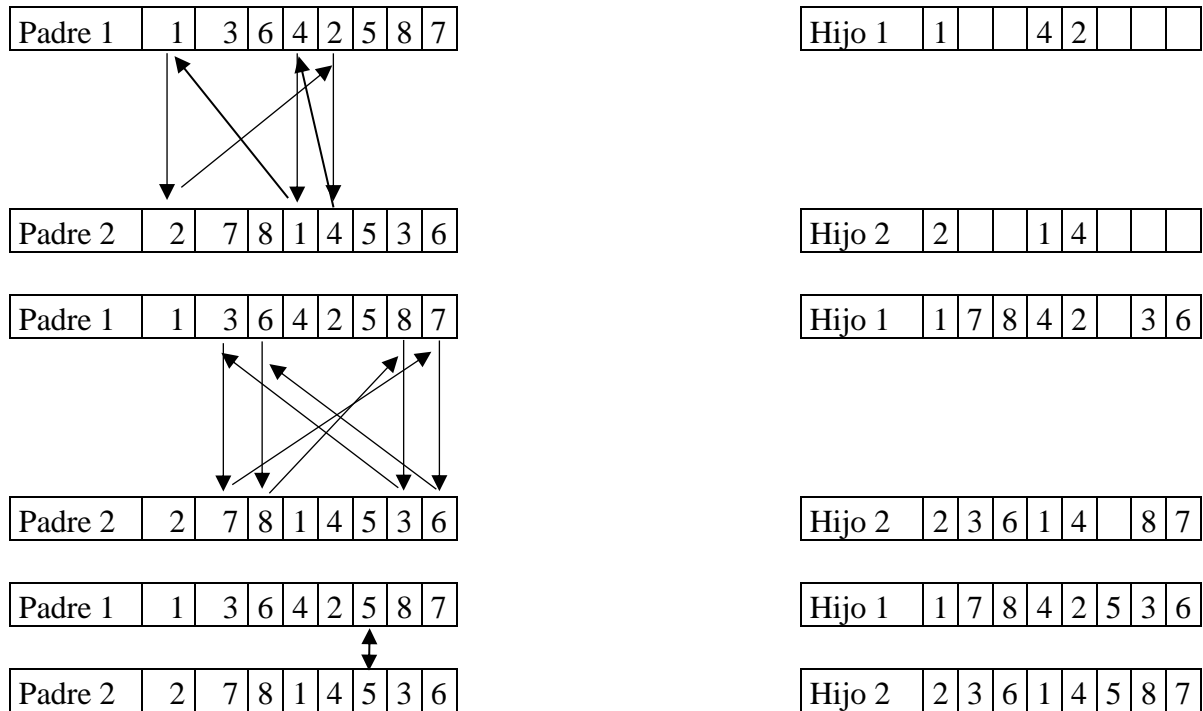 Padre 1 1 3 6 4 2 5 8 7 Hijo 1 1 4 2
Padre 2 2 7 8 1 4 5 3 6 Hijo 2 2 1 4
Padre 1 1 3 6 4 2 5 8 7 Hijo 1 1 7 8 4 2 3 6
Padre 2 2 7 8 1 4 5 3 6 Hijo 2 2 3 6 1 4 8 7
Padre 1 1 3 6 4 2 5 8 7 Hijo 1 1 7 8 4 2 5 3 6
Padre 2 2 7 8 1 4 5 3 6 Hijo 2 2 3 6 1 4 5 8 7